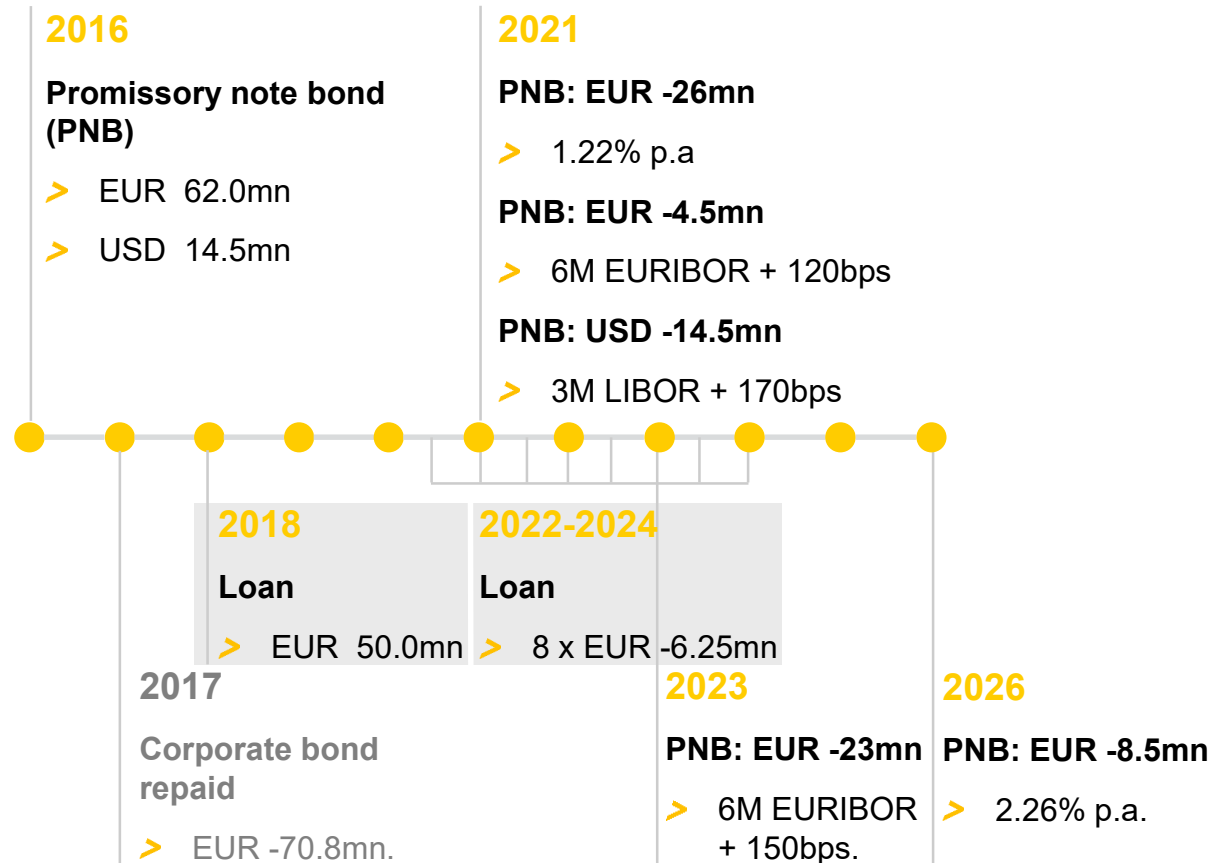 2016
Promissory note bond
(PNB)
> EUR 62.0mn
> USD 14.5mn
2021
PNB: EUR -26mn
> 1.22% p.a
PNB: EUR -4.5mn
> 6M EURIBOR + 120bps
PNB: USD -14.5mn
> 3M LIBOR + 170bps
2018
Loan
> EUR 50.0mn
2022-2024
Loan
> 8 x EUR -6.25mn
2017
Corporate bond
repaid
> EUR -70.8mn.
2023
PNB: EUR -23mn
> 6M EURIBOR
+ 150bps.
2026
PNB: EUR -8.5mn
> 2.26% p.a.